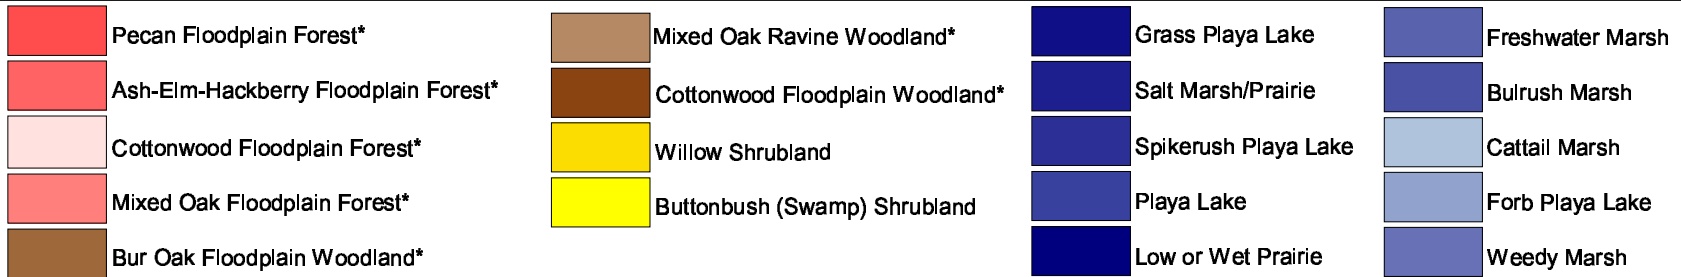 Pecan Floodplain Forest*
Ash-Elm-Hackberry Floodplain Forest*
Cottonwood Floodplain Forest*
Mixed Oak Floodplain Forest*
Bur Oak Floodplain Woodland*
Mixed Oak Ravine Woodland*
Cottonwood Floodplain Woodland*
Willow Shrubland
Buttonbush (Swamp) Shrubland
Grass Playa Lake
Salt Marsh/Prairie
Spikerush Playa Lake
Playa Lake
Low or Wet Prairie
Freshwater Marsh
Bulrush Marsh
Cattail Marsh
Forb Playa Lake
Weedy Marsh